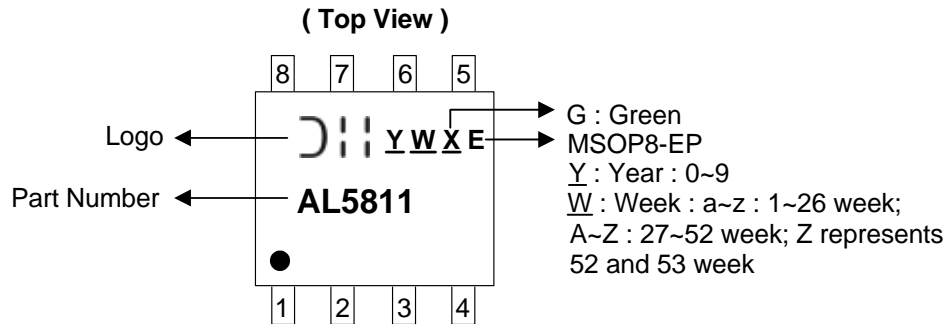 ( Top View )
8 7 6 5
Logo
Y W X E
G : Green
MSOP8-EP
Part Number
AL5811
Y : Year : 0~9
W : Week : a~z : 1~26 week;
A~Z : 27~52 week; Z represents
52 and 53 week
1 2 3 4